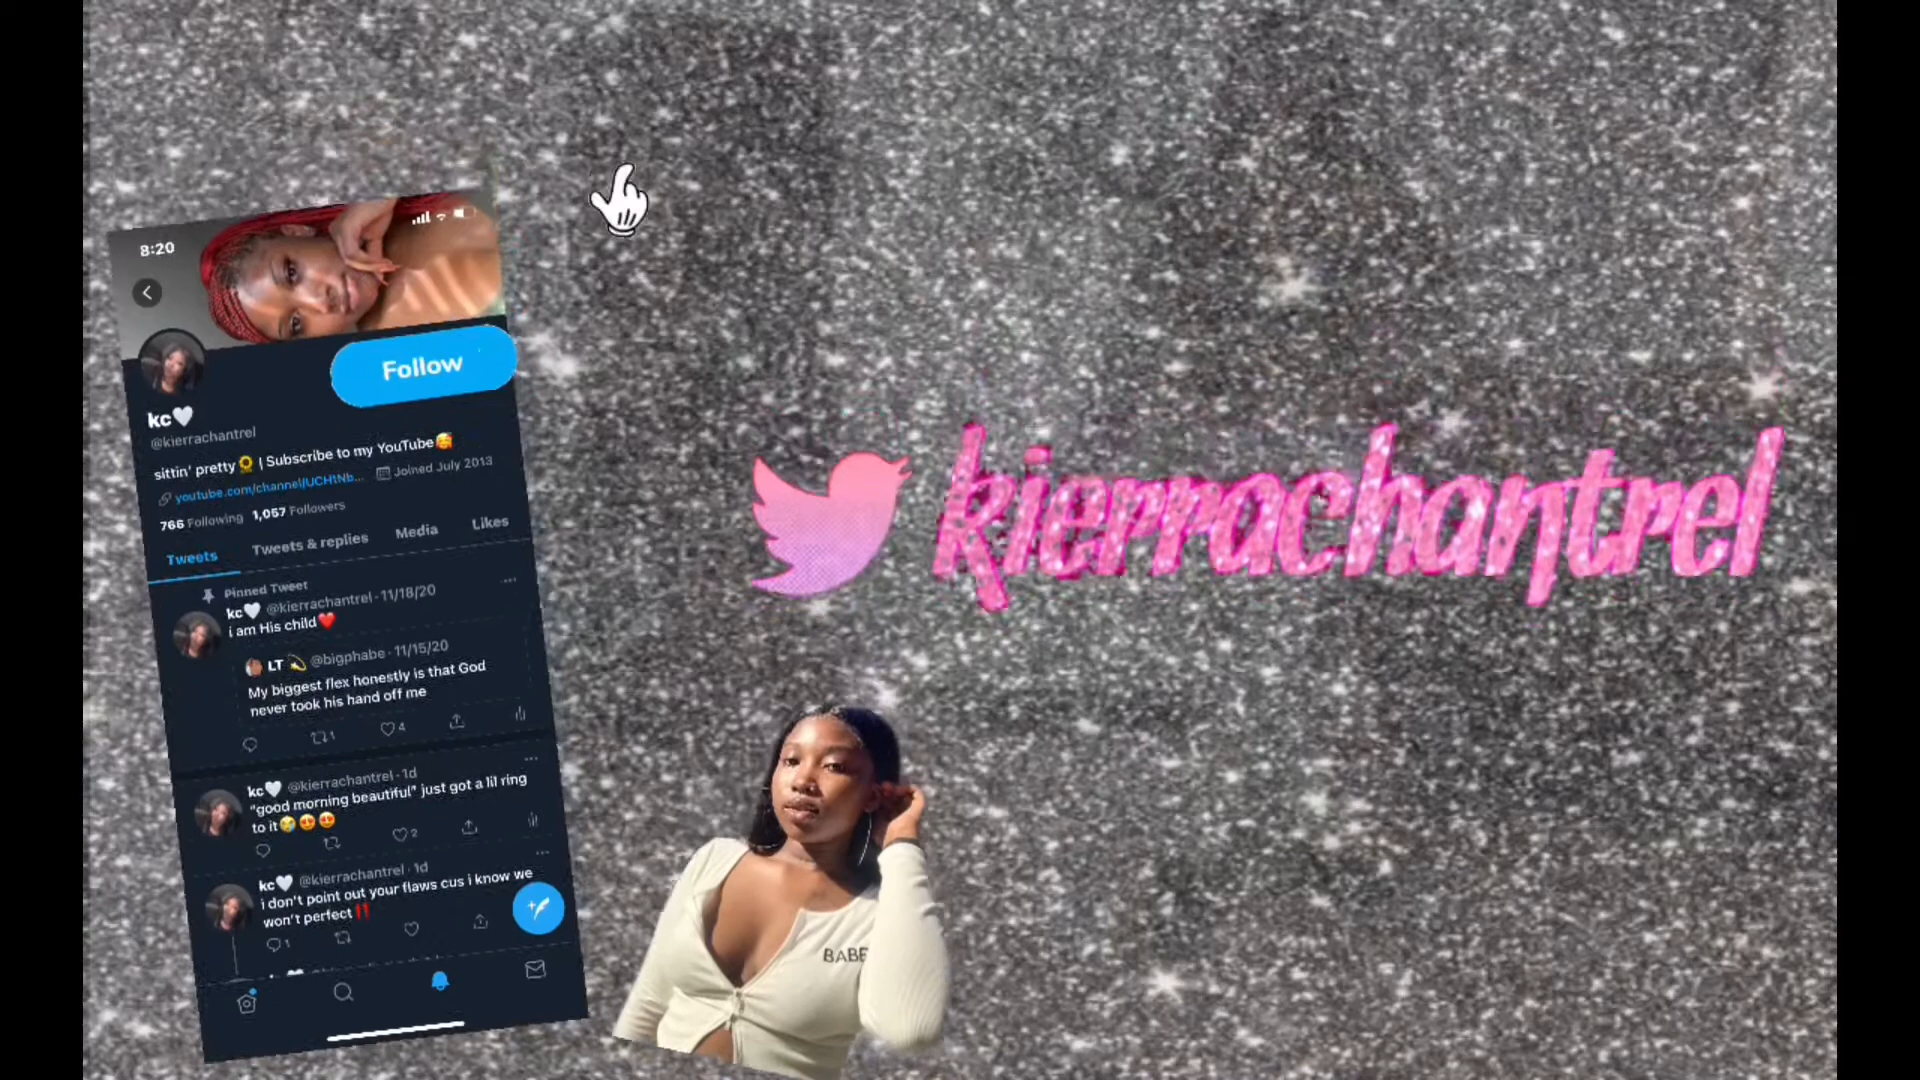 8:20
Follow
kc🤍
@kierrachantrel
sittin' pretty🌻 | Subscribe to my YouTube🥰
youtube.com/channel/UCHtNb... Joined July 2013
766 Following 1,057 Followers
Tweets Tweets & replies Media Likes
Pinned Tweet
kc🤍 @kierrachantrel · 11/18/20
i am His child❤️
LT 💫 @bigphabe · 11/15/20
My biggest flex honestly is that God
never took his hand off me
1 4
kc🤍 @kierrachantrel · 1d
"good morning beautiful" just got a lil ring
to it😭😍😍
2
kc🤍 @kierrachantrel · 1d
i don't point out your flaws cus i know we
won't perfect‼️
1
kierrachantrel
BABE